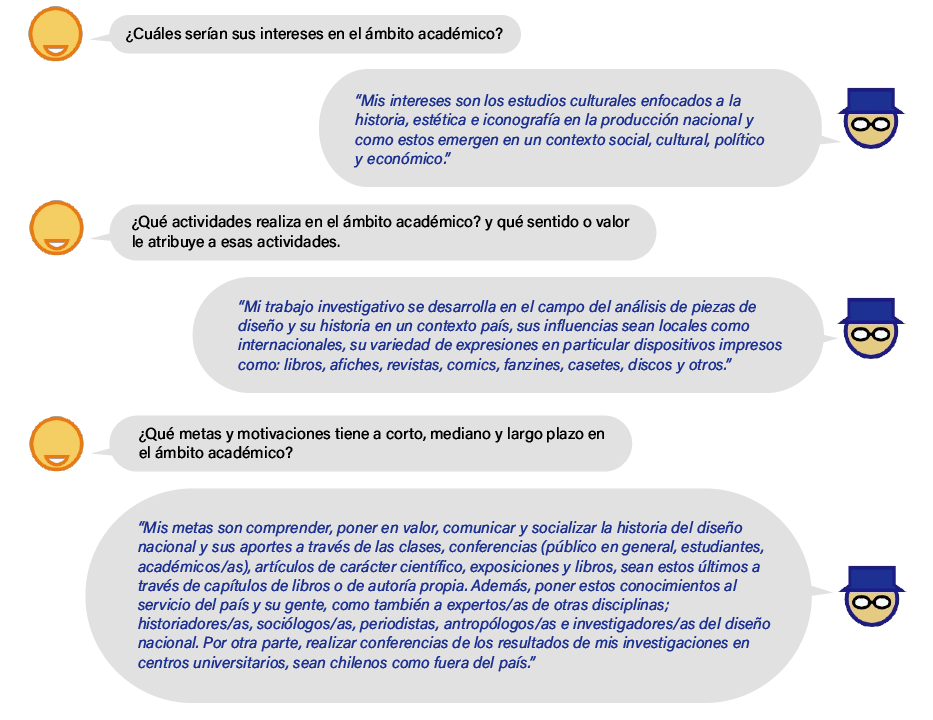 ¿Cuáles serían sus intereses en el ámbito académico?
“Mis intereses son los estudios culturales enfocados a la
historia, estética e iconografía en la producción nacional y
como estos emergen en un contexto social, cultural, político
y económico.”
¿Qué actividades realiza en el ámbito académico? y qué sentido o valor
le atribuye a esas actividades.
“Mi trabajo investigativo se desarrolla en el campo del análisis de piezas de
diseño y su historia en un contexto país, sus influencias sean locales como
internacionales, su variedad de expresiones en particular dispositivos impresos
como: libros, afiches, revistas, comics, fanzines, casetes, discos y otros.”
¿Qué metas y motivaciones tiene a corto, mediano y largo plazo en
el ámbito académico?
“Mis metas son comprender, poner en valor, comunicar y socializar la historia del diseño
nacional y sus aportes a través de las clases, conferencias (público en general, estudiantes,
académicos/as), artículos de carácter científico, exposiciones y libros, sean estos últimos a
través de capítulos de libros o de autoría propia. Además, poner estos conocimientos al
servicio del país y su gente, como también a expertos/as de otras disciplinas;
historiadores/as, sociólogos/as, periodistas, antropólogos/as e investigadores/as del diseño
nacional. Por otra parte, realizar conferencias de los resultados de mis investigaciones en
centros universitarios, sean chilenos como fuera del país.”